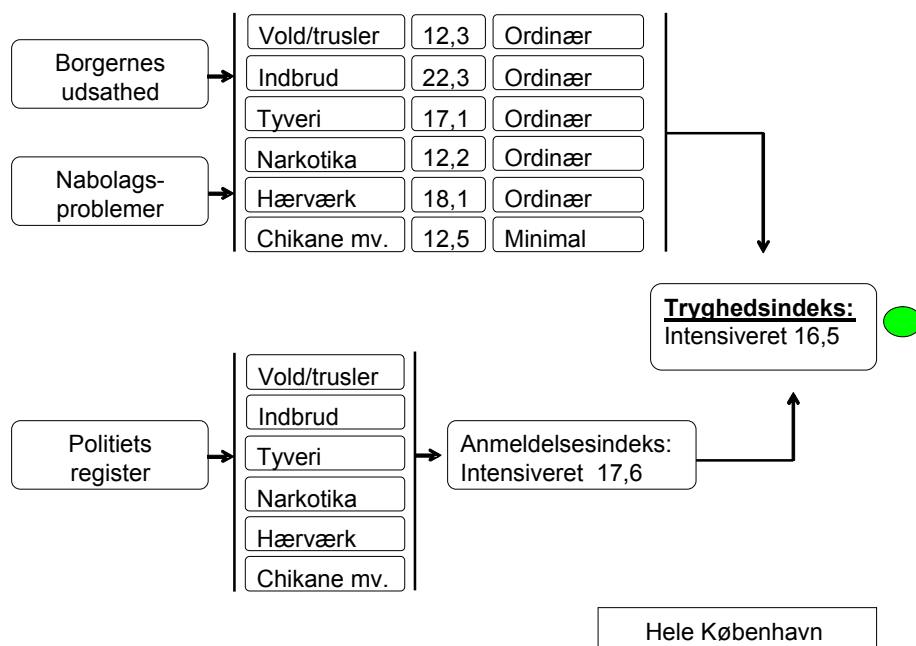 Borgernes
udsathed
Nabolags-
problemer
Vold/trusler 12,3 Ordinær
Indbrud 22,3 Ordinær
Tyveri 17,1 Ordinær
Narkotika 12,2 Ordinær
Hærværk 18,1 Ordinær
Chikane mv. 12,5 Minimal
Tryghedsindeks:
Intensiveret 16,5
Politiets
register
Vold/trusler
Indbrud
Tyveri
Narkotika
Hærværk
Chikane mv.
Anmeldelsesindeks:
Intensiveret 17,6
Hele København